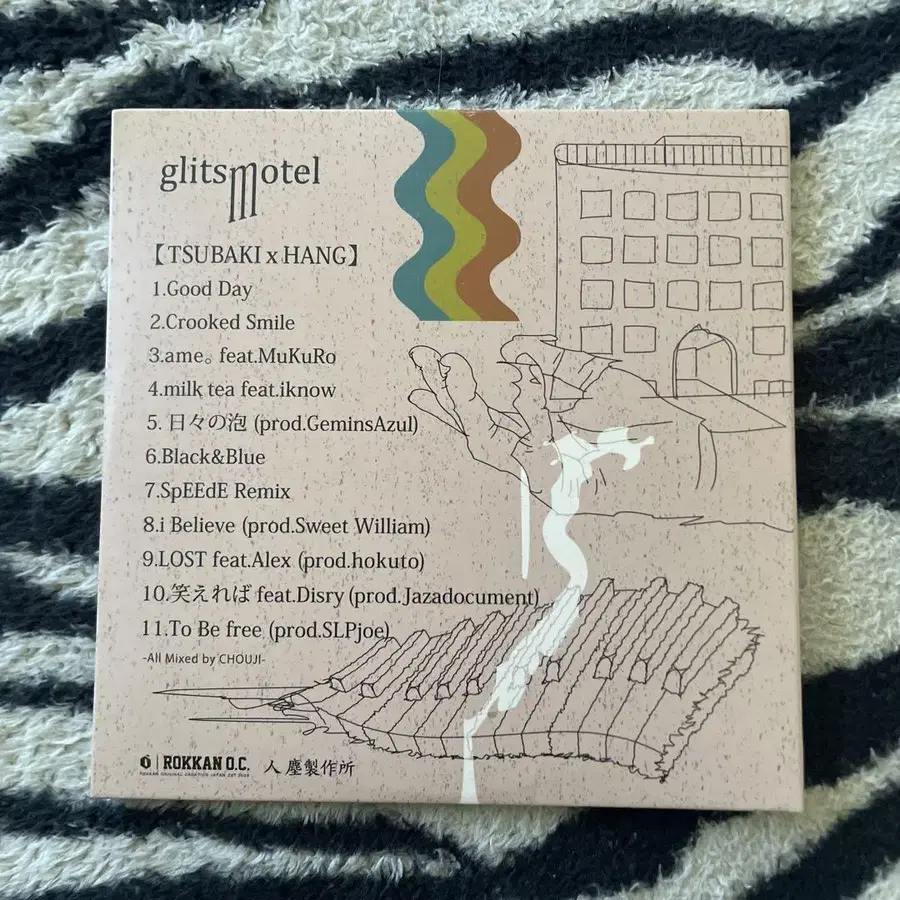 glitsmotel
【TSUBAKI x HANG】
1.Good Day
2.Crooked Smile
3.ame。feat.MuKuRo
4.milk tea feat.iknow
5. 日々の泡 (prod.GeminsAzul)
6.Black&Blue
7.SpEEdE Remix
8.i Believe (prod.Sweet William)
9.LOST feat.Alex (prod.hokuto)
10.笑えれば feat.Disry (prod.Jazadocument)
11.To Be free (prod.SLPjoe)
-All Mixed by CHOUJI-
ROKKAN O.C. 人塵製作所